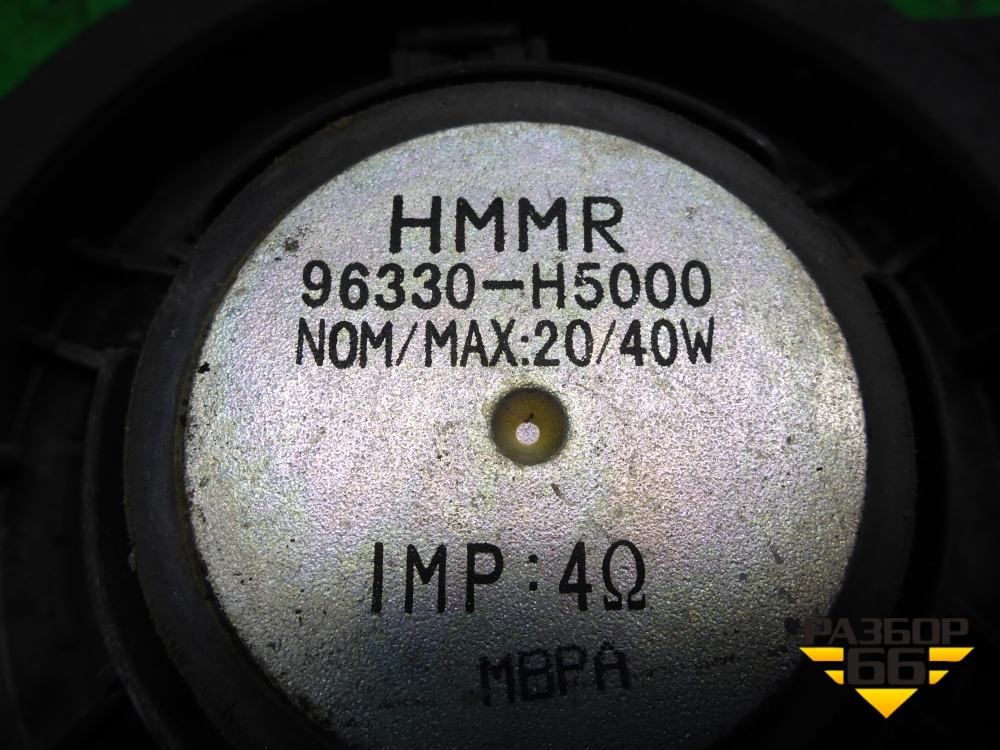 HMMR
96330-H5000
NOM/MAX:20/40W
IMP:4Ω
MBPA
РАЗБОР
66